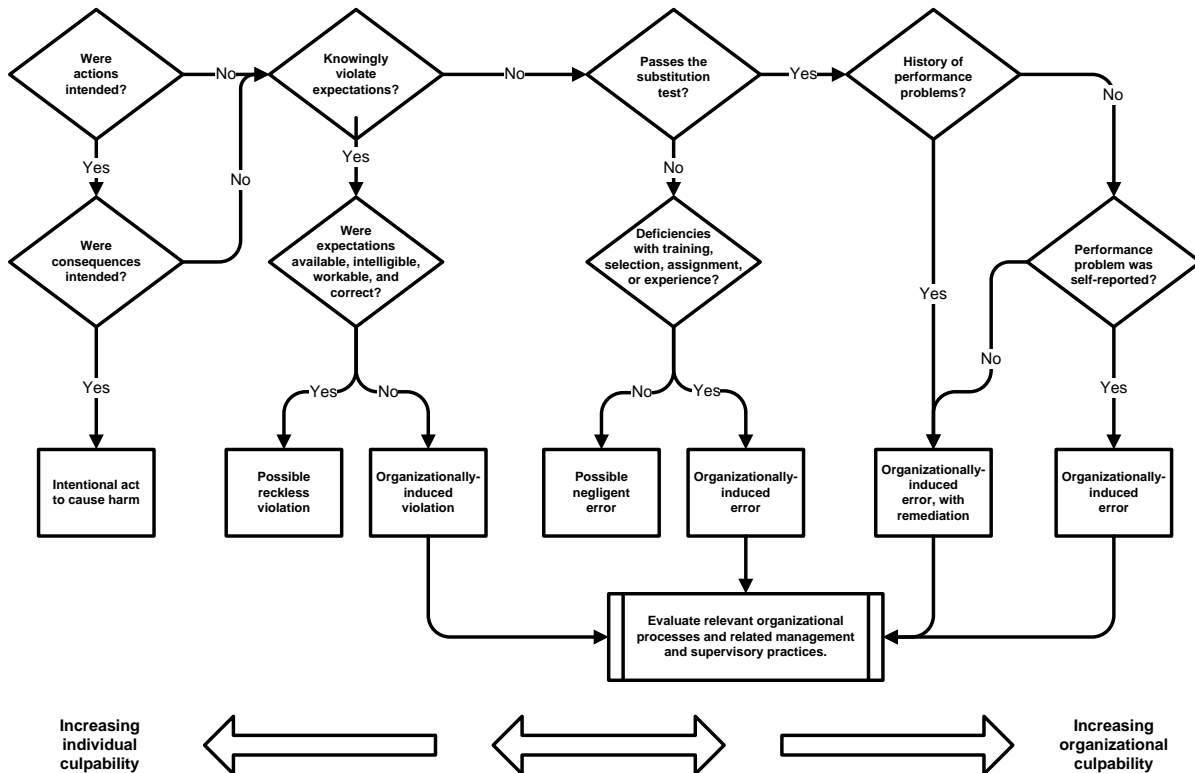 Were
actions
intended?
No
Knowingly
violate
expectations?
No
Passes the
substitution
test?
Yes
History of
performance
problems?
No
Yes
No
Yes
No
Were
consequences
intended?
Were
expectations
available, intelligible,
workable, and
correct?
Deficiencies
with training,
selection, assignment,
or experience?
Performance
problem was
self-reported?
Yes
Yes
Yes
No
No
Yes
No
Yes
Intentional act
to cause harm
Possible
reckless
violation
Organizationally-
induced
violation
Possible
negligent
error
Organizationally-
induced error
Organizationally-
induced
error, with
remediation
Organizationally-
induced
error
Evaluate relevant organizational
processes and related management
and supervisory practices.
Increasing
individual
culpability
Increasing
organizational
culpability